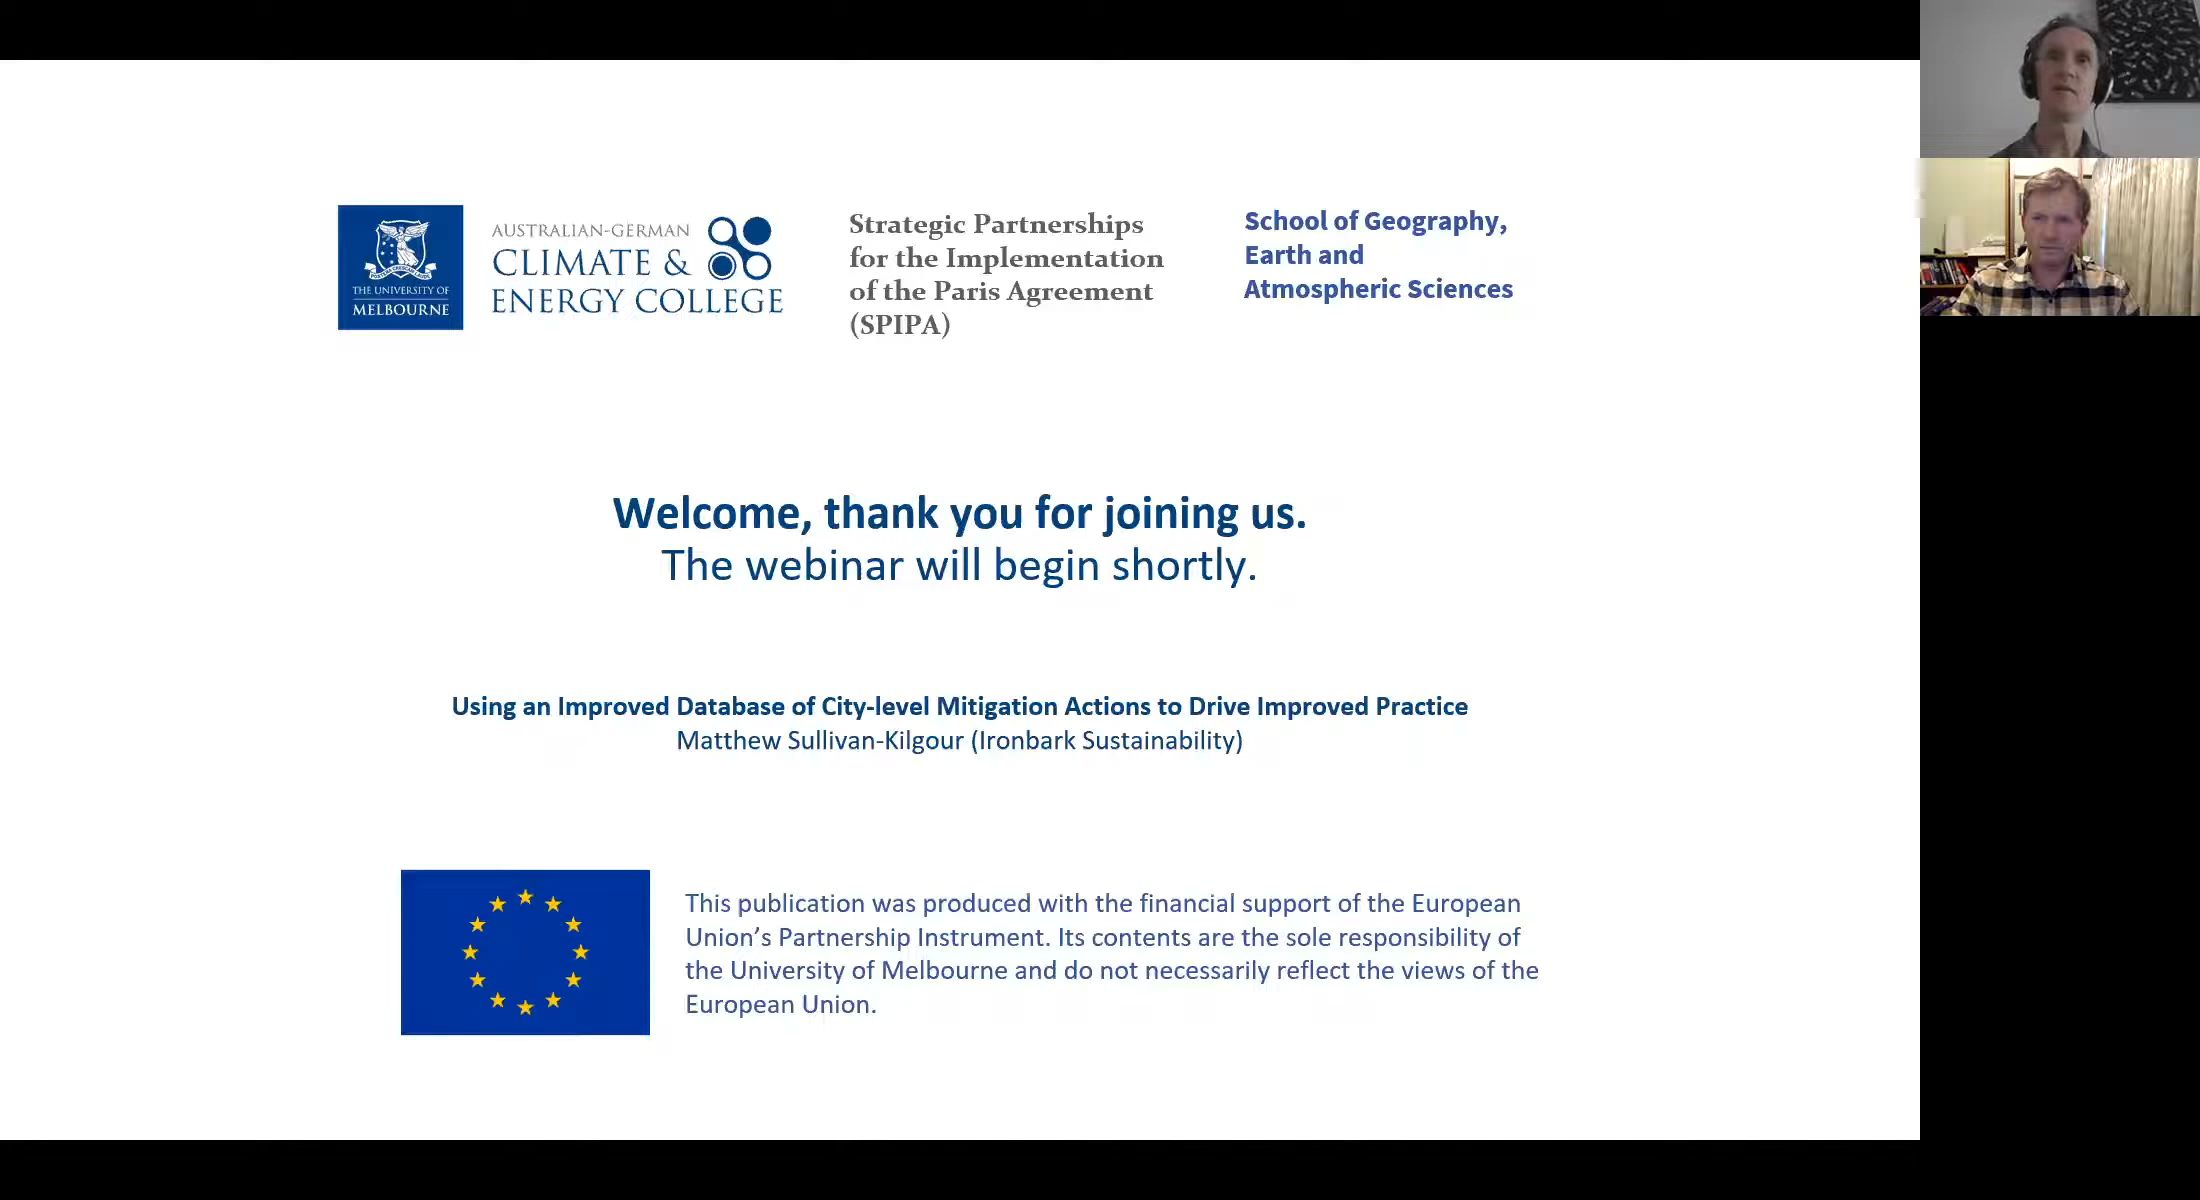 THE UNIVERSITY OF
MELBOURNE
AUSTRALIAN-GERMAN
CLIMATE &
ENERGY COLLEGE
Strategic Partnerships
for the Implementation
of the Paris Agreement
(SPIPA)
School of Geography,
Earth and
Atmospheric Sciences
Welcome, thank you for joining us.
The webinar will begin shortly.
Using an Improved Database of City-level Mitigation Actions to Drive Improved Practice
Matthew Sullivan-Kilgour (Ironbark Sustainability)
This publication was produced with the financial support of the European
Union’s Partnership Instrument. Its contents are the sole responsibility of
the University of Melbourne and do not necessarily reflect the views of the
European Union.